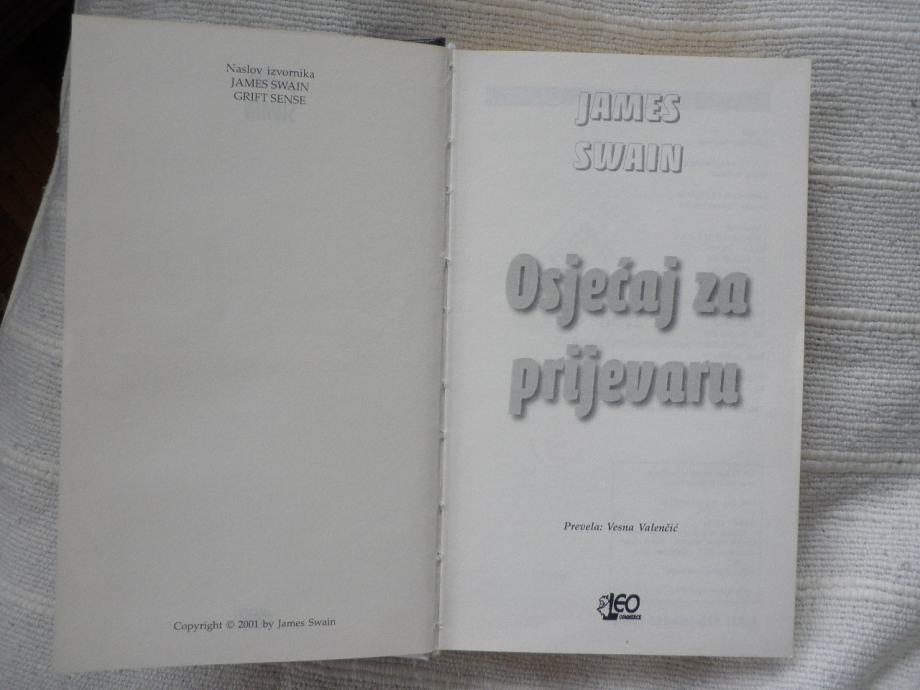 Naslov izvornika
JAMES SWAIN
GRIFT SENSE
Copyright © 2001 by James Swain
JAMES
SWAIN
Osjećaj za
prijevaru
Prevela: Vesna Valenčić
LEO
COMMERCE